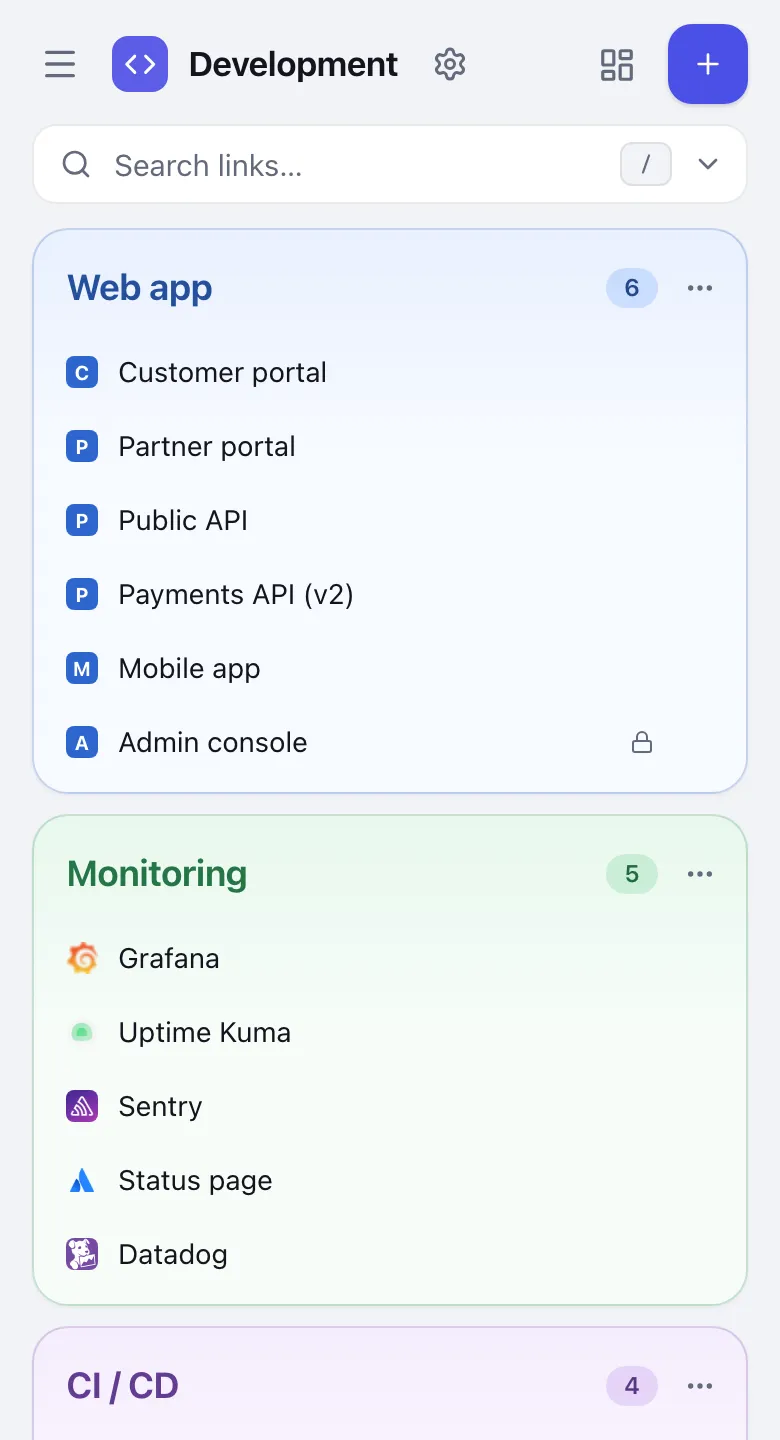 Development
Search links...
/
Web app 6
C Customer portal
P Partner portal
P Public API
P Payments API (v2)
M Mobile app
A Admin console
Monitoring 5
Grafana
Uptime Kuma
Sentry
Status page
Datadog
CI / CD 4